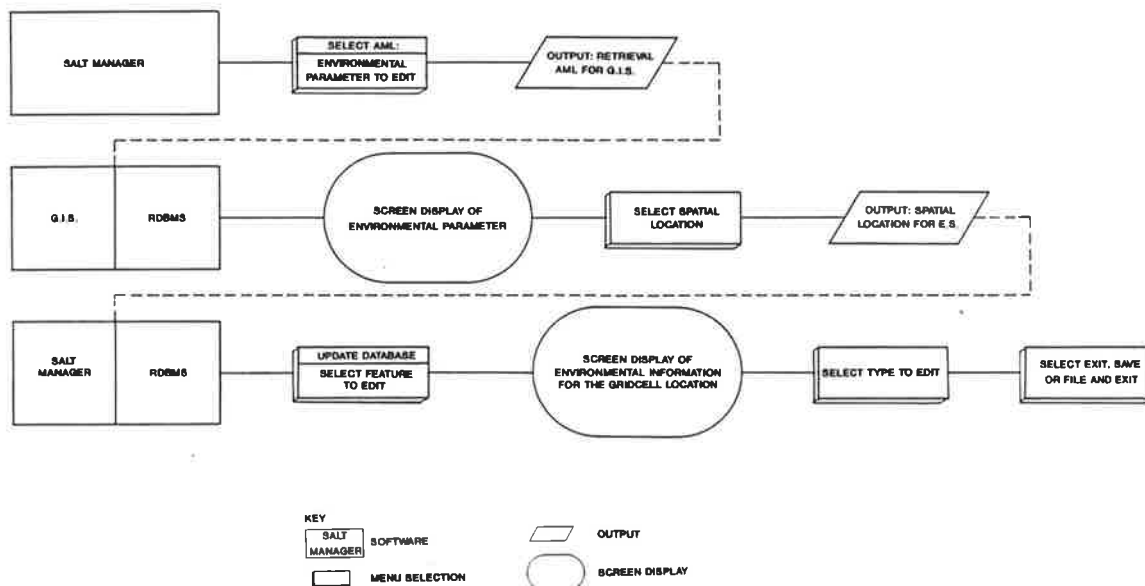 SALT MANAGER
SELECT AML:
ENVIRONMENTAL
PARAMETER TO EDIT
OUTPUT: RETRIEVAL
AML FOR G.I.S.
G.I.S.
RDBMS
SCREEN DISPLAY OF
ENVIRONMENTAL PARAMETER
SELECT SPATIAL
LOCATION
OUTPUT: SPATIAL
LOCATION FOR E.S.
SALT
MANAGER
RDBMS
UPDATE DATABASE
SELECT FEATURE
TO EDIT
SCREEN DISPLAY OF
ENVIRONMENTAL INFORMATION
FOR THE GRIDCELL LOCATION
SELECT TYPE TO EDIT
SELECT EXIT, SAVE
OR FILE AND EXIT
KEY
SALT
MANAGER
SOFTWARE
OUTPUT
MENU SELECTION
SCREEN DISPLAY